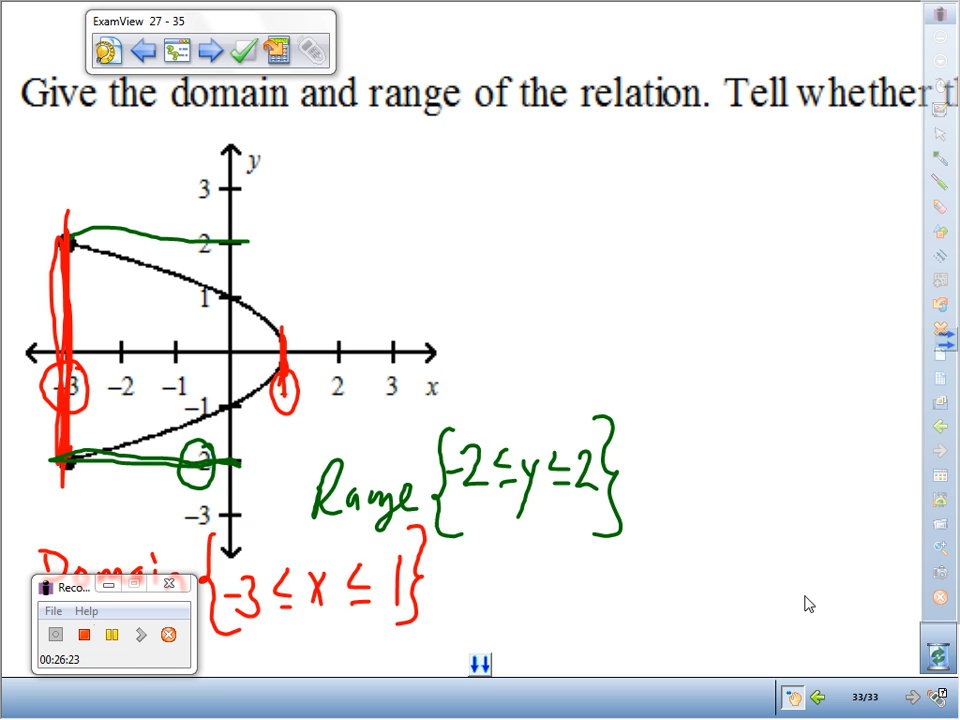 ExamView 27 - 35
Give the domain and range of the relation. Tell whether
y
3
2
1
-3 -2 -1 1 2 3 x
-1
-2
-3
Range {-2 ≤ y ≤ 2}
Domain {-3 ≤ x ≤ 1}
Reco...
File Help
00:26:23
33/33